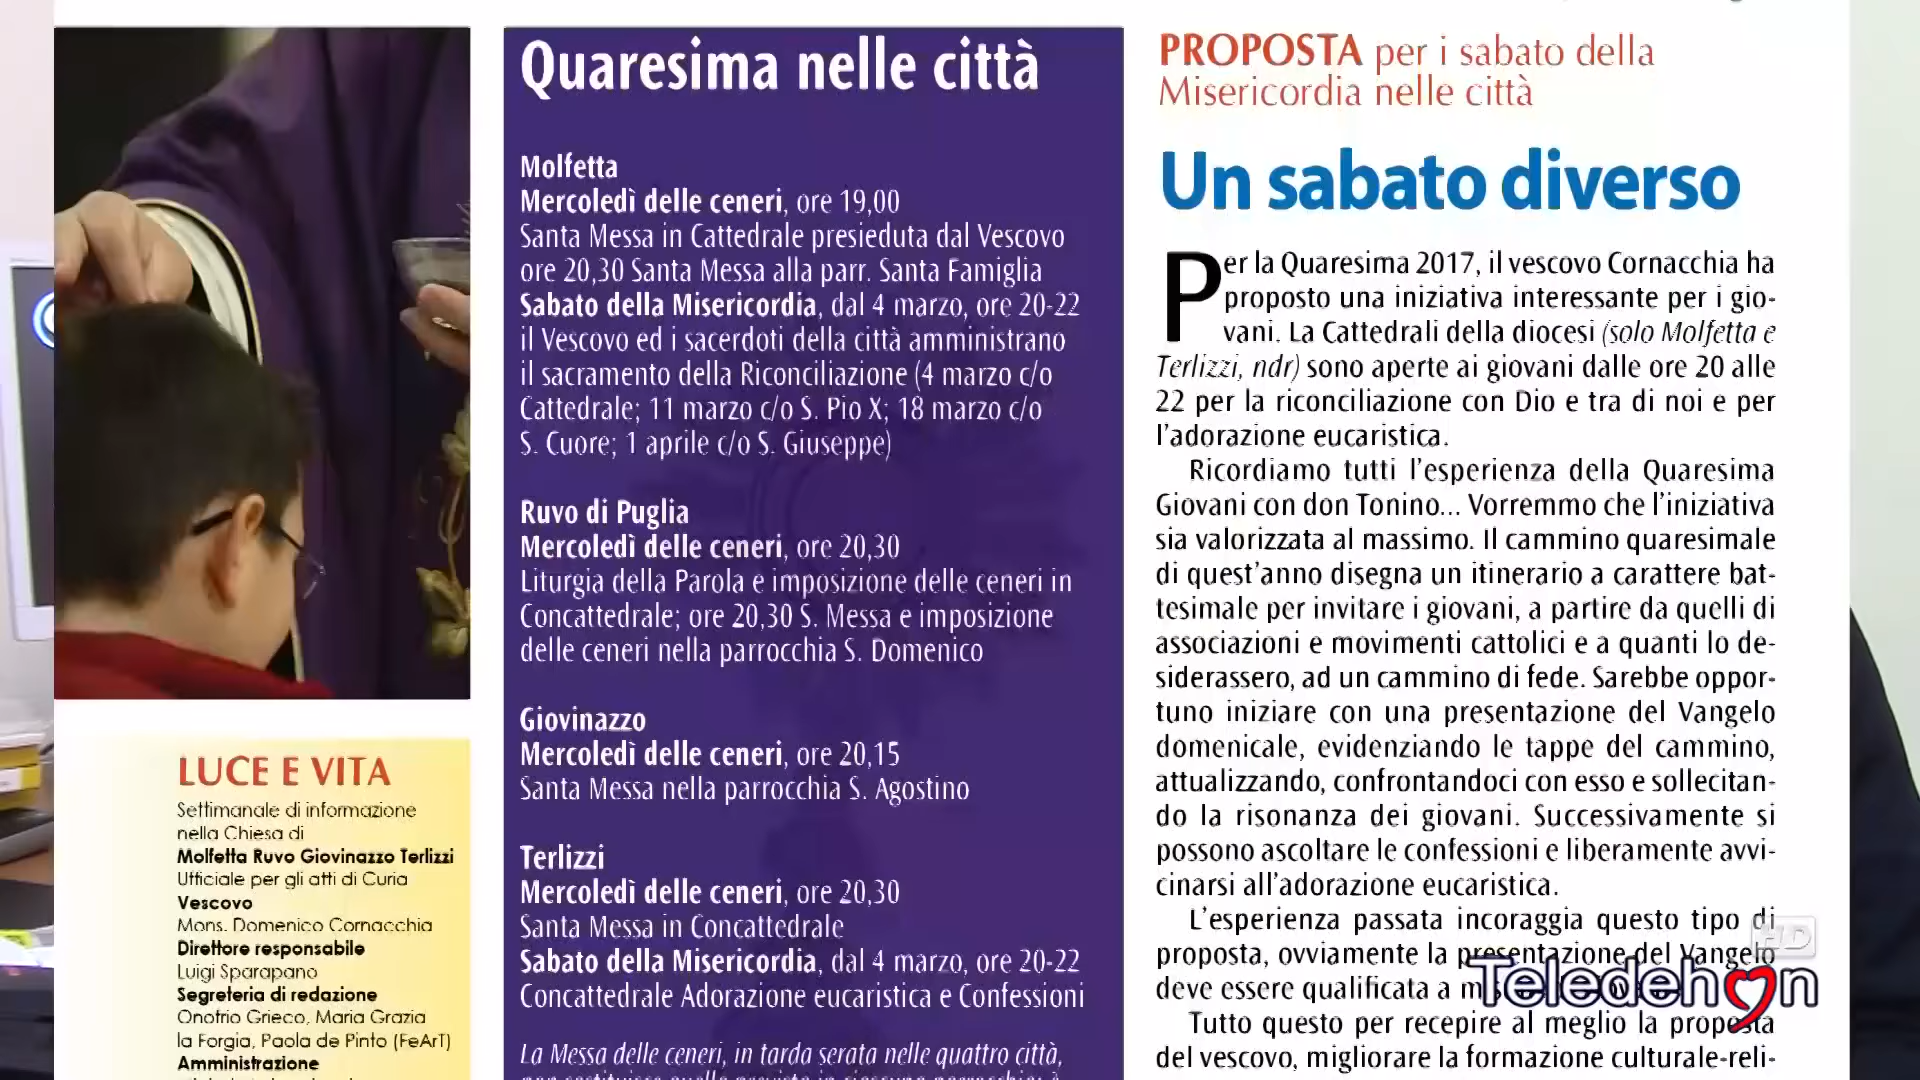 Quaresima nelle città
Molfetta
Mercoledì delle ceneri, ore 19,00
Santa Messa in Cattedrale presieduta dal Vescovo
ore 20,30 Santa Messa alla parr. Santa Famiglia
Sabato della Misericordia, dal 4 marzo, ore 20-22
il Vescovo ed i sacerdoti della città amministrano
il sacramento della Riconciliazione (4 marzo c/o
Cattedrale; 11 marzo c/o S. Pio X; 18 marzo c/o
S. Cuore; 1 aprile c/o S. Giuseppe)
Ruvo di Puglia
Mercoledì delle ceneri, ore 20,30
Liturgia della Parola e imposizione delle ceneri in
Concattedrale; ore 20,30 S. Messa e imposizione
delle ceneri nella parrocchia S. Domenico
Giovinazzo
Mercoledì delle ceneri, ore 20,15
Santa Messa nella parrocchia S. Agostino
Terlizzi
Mercoledì delle ceneri, ore 20,30
Santa Messa in Concattedrale
Sabato della Misericordia, dal 4 marzo, ore 20-22
Concattedrale Adorazione eucaristica e Confessioni
La Messa delle ceneri, in tarda serata nelle quattro città,
PROPOSTA per i sabato della
Misericordia nelle città
Un sabato diverso
Per la Quaresima 2017, il vescovo Cornacchia ha
proposto una iniziativa interessante per i gio-
vani. La Cattedrali della diocesi (solo Molfetta e
Terlizzi, ndr) sono aperte ai giovani dalle ore 20 alle
22 per la riconciliazione con Dio e tra di noi e per
l'adorazione eucaristica.
Ricordiamo tutti l'esperienza della Quaresima
Giovani con don Tonino... Vorremmo che l'iniziativa
sia valorizzata al massimo. Il cammino quaresimale
di quest'anno disegna un itinerario a carattere bat-
tesimale per invitare i giovani, a partire da quelli di
associazioni e movimenti cattolici e a quanti lo de-
siderassero, ad un cammino di fede. Sarebbe oppor-
tuno iniziare con una presentazione del Vangelo
domenicale, evidenziando le tappe del cammino,
attualizzando, confrontandoci con esso e sollecitan-
do la risonanza dei giovani. Successivamente si
possono ascoltare le confessioni e liberamente avvi-
cinarsi all'adorazione eucaristica.
L'esperienza passata incoraggia questo tipo di
proposta, ovviamente la presentazione del Vangelo
deve essere qualificata a
Tutto questo per recepire al meglio la proposta
del vescovo, migliorare la formazione culturale-reli-
LUCE E VITA
Settimanale di informazione
nella Chiesa di
Molfetta Ruvo Giovinazzo Terlizzi
Ufficiale per gli atti di Curia
Vescovo
Mons. Domenico Cornacchia
Direttore responsabile
Luigi Sparapano
Segreteria di redazione
Onofrio Grieco, Maria Grazia
la Forgia, Paola de Pinto (FeArT)
Amministrazione
HD
Teledehon